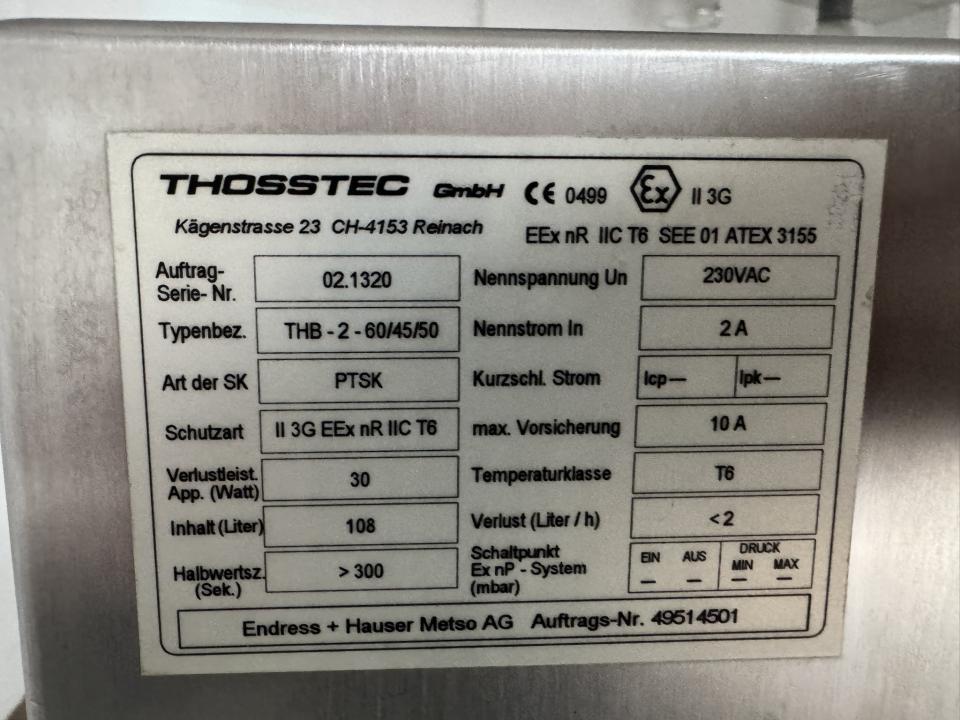 THOSSTEC GmbH CE 0499 Ex II 3G
Kägenstrasse 23 CH-4153 Reinach
EEx nR IIC T6 SEE 01 ATEX 3155
Auftrag-
Serie- Nr. 02.1320 Nennspannung Un 230VAC
Typenbez. THB - 2 - 60/45/50 Nennstrom In 2 A
Art der SK PTSK Kurzschl. Strom Icp— Ipk—
Schutzart II 3G EEx nR IIC T6 max. Vorsicherung 10 A
Verlustleist.
App. (Watt) 30 Temperaturklasse T6
Inhalt (Liter) 108 Verlust (Liter / h) < 2
Halbwertsz.
(Sek.) > 300
Schaltpunkt
Ex nP - System
(mbar)
EIN AUS DRUCK
MIN MAX
— — — —
Endress + Hauser Metso AG Auftrags-Nr. 49514501